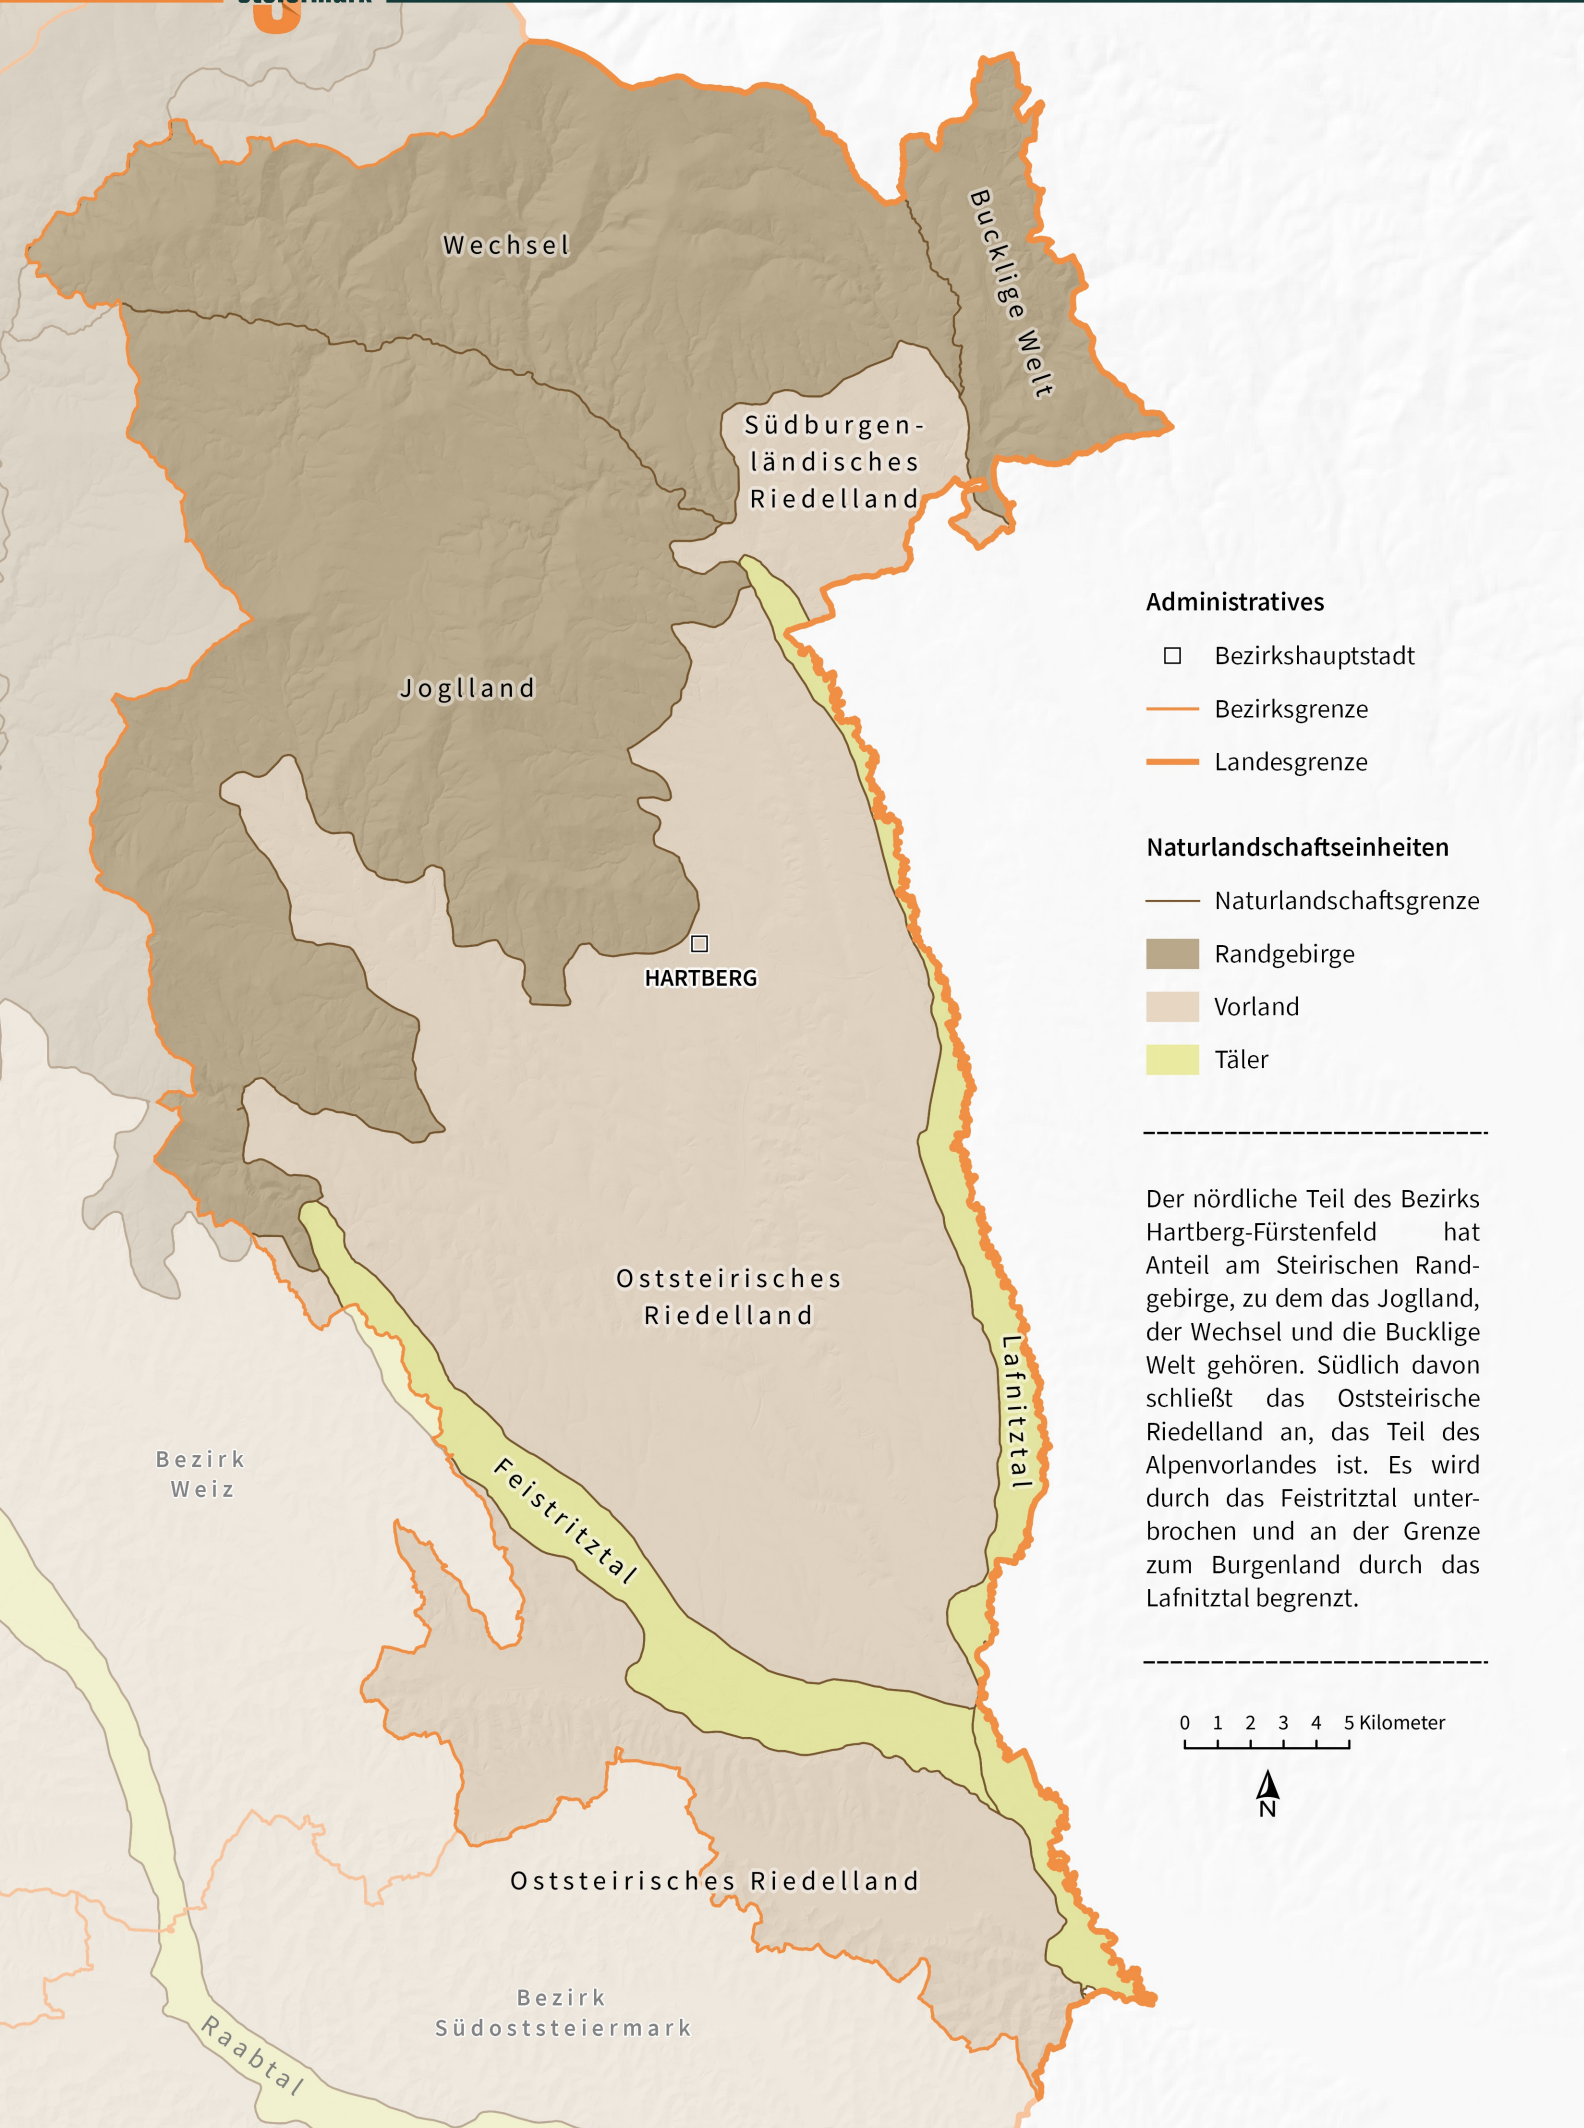 Steiermark
Wechsel
Bucklige Welt
Südburgen-
ländisches
Riedelland
Joglland
HARTBERG
Oststeirisches
Riedelland
Lafnitztal
Feistritztal
Bezirk
Weiz
Oststeirisches Riedelland
Bezirk
Südoststeiermark
Raabtal
Administratives
Bezirkshauptstadt
Bezirksgrenze
Landesgrenze
Naturlandschaftseinheiten
Naturlandschaftsgrenze
Randgebirge
Vorland
Täler
Der nördliche Teil des Bezirks
Hartberg-Fürstenfeld hat
Anteil am Steirischen Rand-
gebirge, zu dem das Joglland,
der Wechsel und die Bucklige
Welt gehören. Südlich davon
schließt das Oststeirische
Riedelland an, das Teil des
Alpenvorlandes ist. Es wird
durch das Feistritztal unter-
brochen und an der Grenze
zum Burgenland durch das
Lafnitztal begrenzt.
0 1 2 3 4 5 Kilometer
N